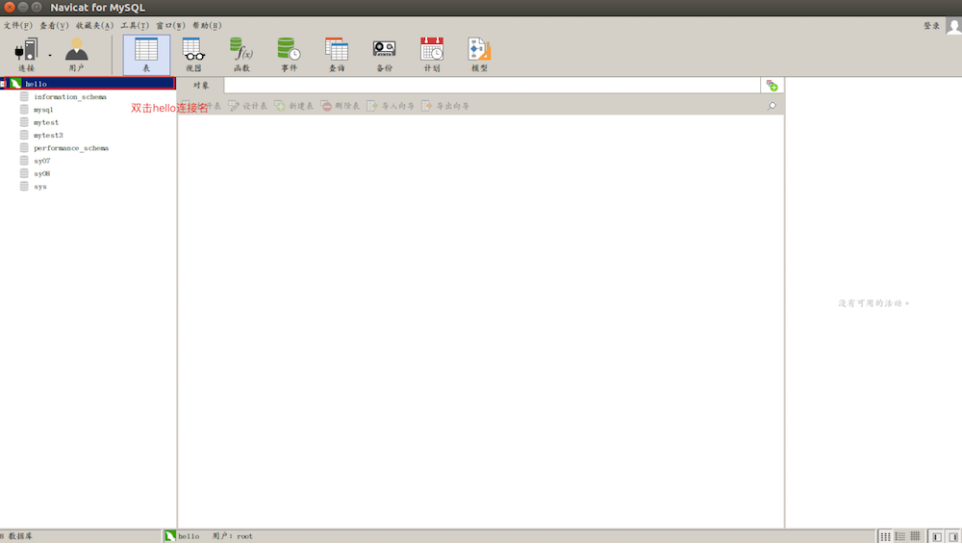 Navicat for MySQL
文件(F) 查看(V) 收藏夹(A) 工具(T) 窗口(W) 帮助(H) 登录
连接 用户 表 视图 函数 事件 查询 备份 计划 模型
f(x)
hello 对象
information_schema
双击hello连接名
设计表 新建表 删除表 导入向导 导出向导
mysql
mytest
mytest3
performance_schema
sy07
sy08
sys
没有可用的活动。
数据库 hello 用户: root